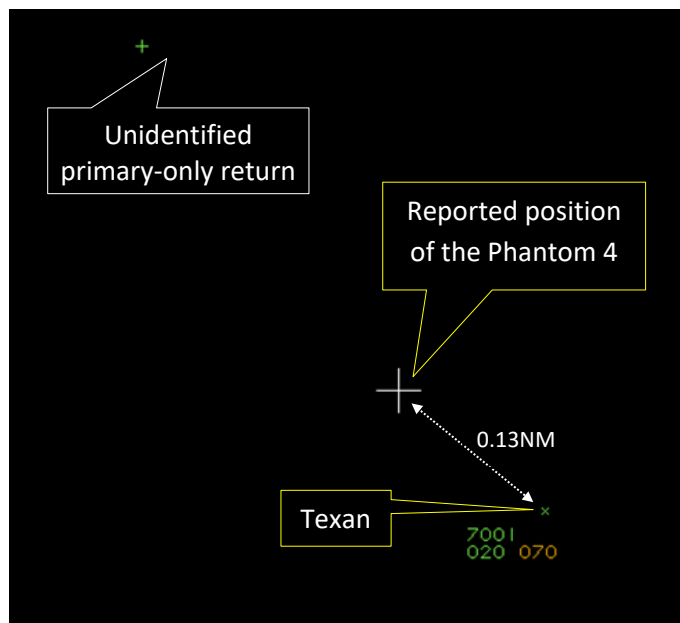 Unidentified
primary-only return
Reported position
of the Phantom 4
0.13NM
Texan
7001
020 070